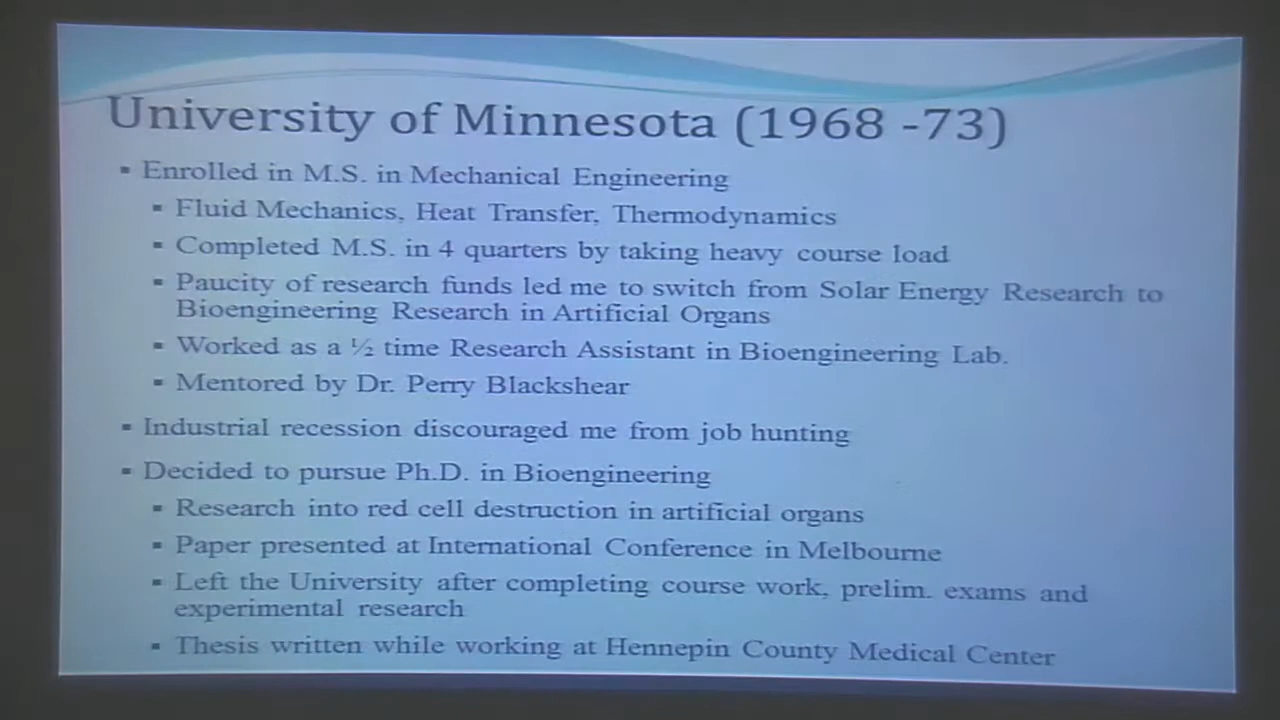 University of Minnesota (1968 -73)
▪ Enrolled in M.S. in Mechanical Engineering
▪ Fluid Mechanics, Heat Transfer, Thermodynamics
▪ Completed M.S. in 4 quarters by taking heavy course load
▪ Paucity of research funds led me to switch from Solar Energy Research to
Bioengineering Research in Artificial Organs
▪ Worked as a ½ time Research Assistant in Bioengineering Lab.
▪ Mentored by Dr. Perry Blackshear
▪ Industrial recession discouraged me from job hunting
▪ Decided to pursue Ph.D. in Bioengineering
▪ Research into red cell destruction in artificial organs
▪ Paper presented at International Conference in Melbourne
▪ Left the University after completing course work, prelim. exams and
experimental research
▪ Thesis written while working at Hennepin County Medical Center